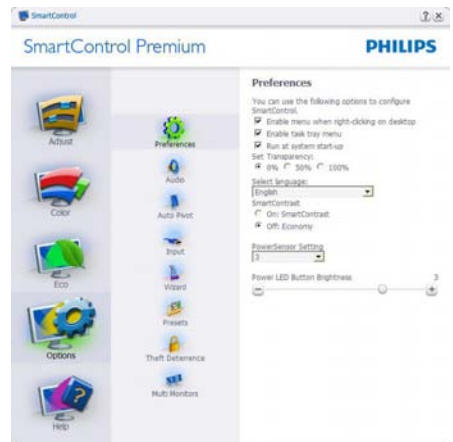 SmartControl
SmartControl Premium
PHILIPS
Adjust
Color
Eco
Options
Help
Preferences
Audio
Auto Pivot
Input
Wizard
Presets
Theft Deterrence
Multi Monitors
Preferences
You can use the following options to configure
SmartControl.
Enable menu when right-clicking on desktop
Enable task tray menu
Run at system start-up
Set Transparency:
0% 50% 100%
Select language:
English
SmartContrast
On: SmartContrast
Off: Economy
PowerSensor Setting
3
Power LED Button Brightness 3